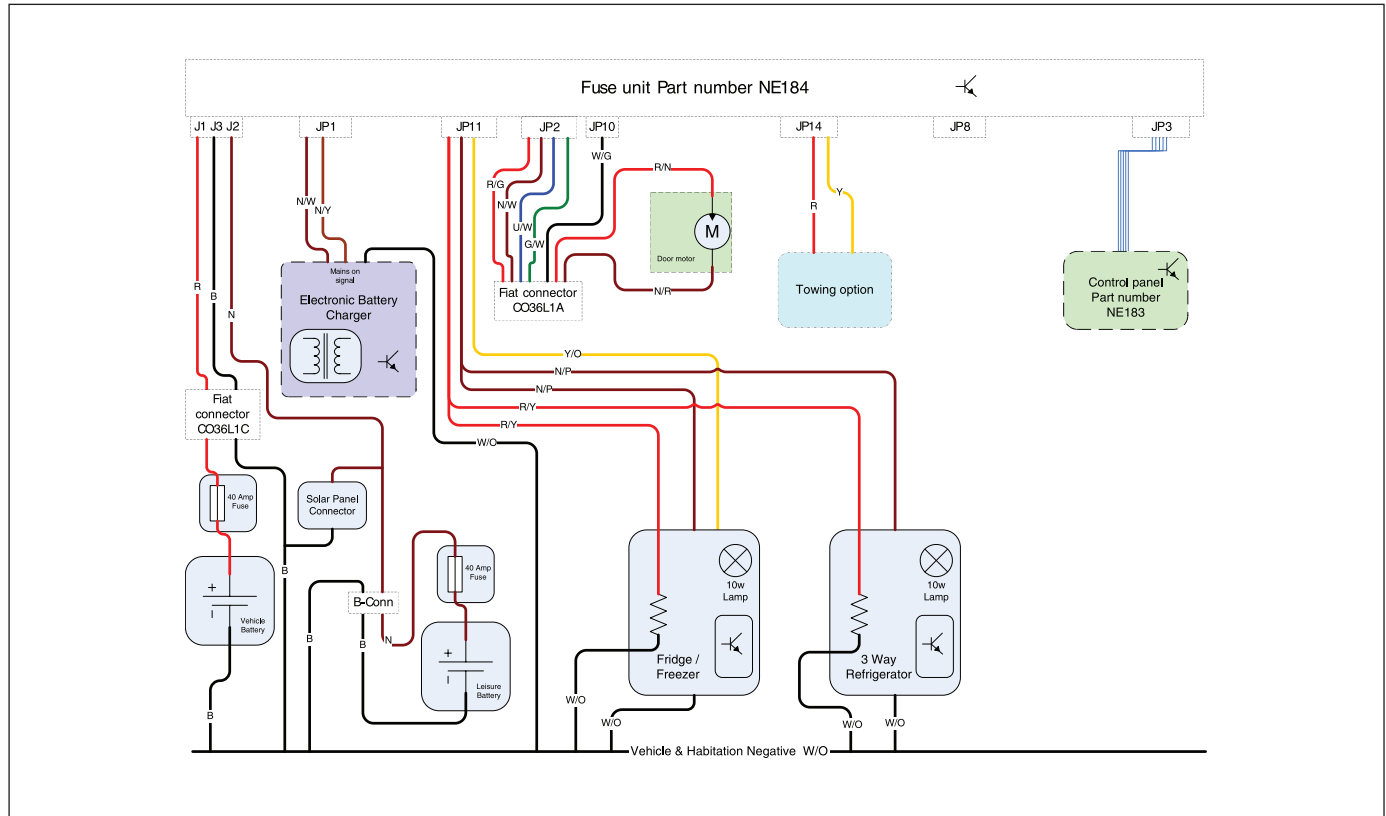 Fuse unit Part number NE184
J1 J3 J2
JP1
JP11
JP2
JP10
JP14
JP8
JP3
W/G
R/N
R/G
N/W
N/W
N/Y
U/W
G/W
R
Y
M
Door motor
N/R
Mains on
signal
Electronic Battery
Charger
Fiat connector
CO36L1A
Towing option
Control panel
Part number
NE183
R
B
N
Y/O
N/P
N/P
R/Y
R/Y
W/O
Fiat
connector
CO36L1C
40 Amp
Fuse
Solar Panel
Connector
40 Amp
Fuse
B
B-Conn
N
B
B
+
–
Vehicle
Battery
+
–
Leisure
Battery
10w
Lamp
Fridge /
Freezer
10w
Lamp
3 Way
Refrigerator
B
W/O
W/O
W/O
W/O
Vehicle & Habitation Negative W/O